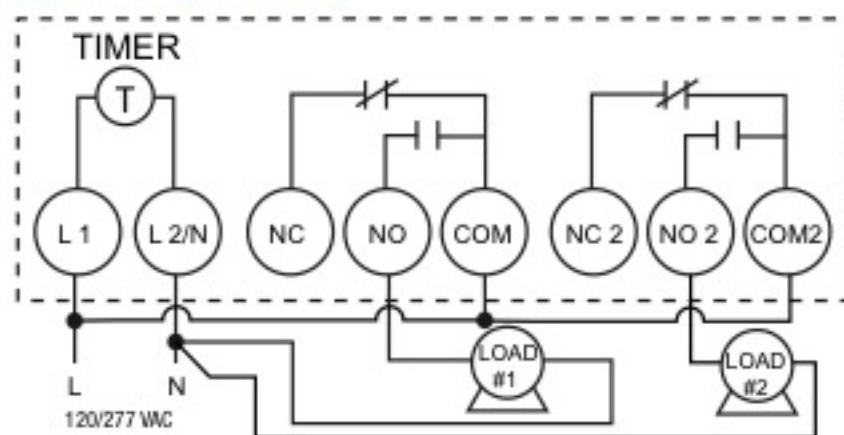 TIMER
T
L 1
L 2/N
NC
NO
COM
NC 2
NO 2
COM2
LOAD
#1
LOAD
#2
L
N
120/277 VAC